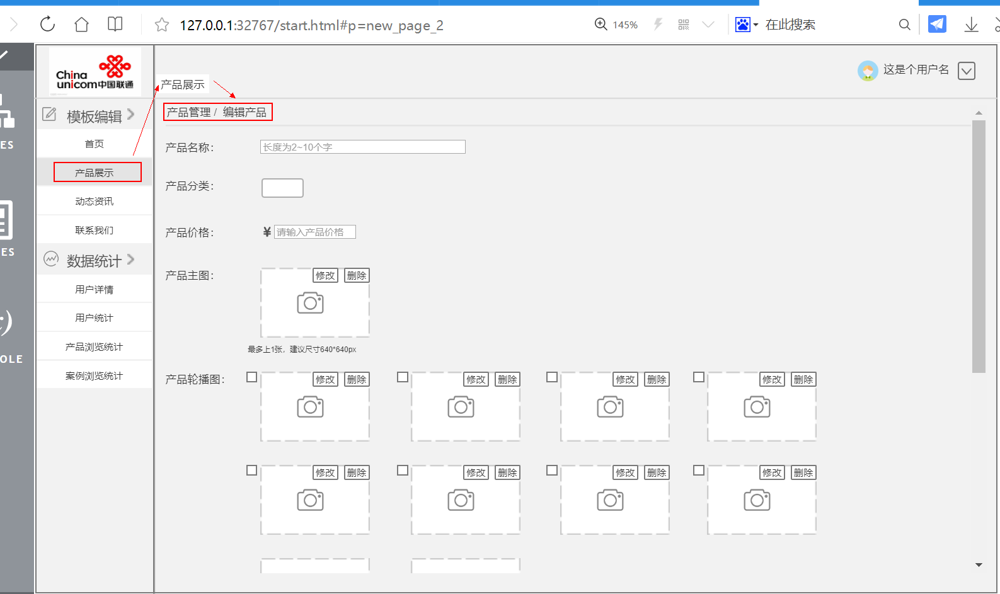 127.0.0.1:32767/start.html#p=new_page_2
145%
在此搜索
China
unicom中国联通
产品展示
这是个用户名
产品管理 / 编辑产品
模板编辑
首页
产品展示
动态资讯
联系我们
数据统计
用户详情
用户统计
产品浏览统计
案例浏览统计
ES
ES
OLE
产品名称：
长度为2~10个字
产品分类：
产品价格：
¥ 请输入产品价格
产品主图：
修改 删除
最多上1张，建议尺寸640*640px
产品轮播图：
修改 删除 修改 删除 修改 删除 修改 删除
修改 删除 修改 删除 修改 删除 修改 删除